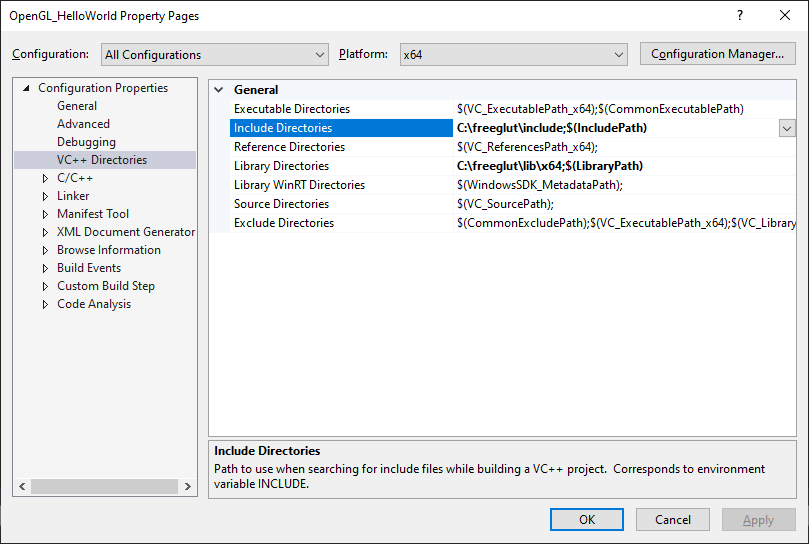 OpenGL_HelloWorld Property Pages
Configuration: All Configurations Platform: x64 Configuration Manager...
Configuration Properties
General
Advanced
Debugging
VC++ Directories
C/C++
Linker
Manifest Tool
XML Document Generator
Browse Information
Build Events
Custom Build Step
Code Analysis
General
Executable Directories $(VC_ExecutablePath_x64);$(CommonExecutablePath)
Include Directories C:\freeglut\include;$(IncludePath)
Reference Directories $(VC_ReferencesPath_x64);
Library Directories C:\freeglut\lib\x64;$(LibraryPath)
Library WinRT Directories $(WindowsSDK_MetadataPath);
Source Directories $(VC_SourcePath);
Exclude Directories $(CommonExcludePath);$(VC_ExecutablePath_x64);$(VC_Library
Include Directories
Path to use when searching for include files while building a VC++ project.  Corresponds to environment
variable INCLUDE.
OK Cancel Apply